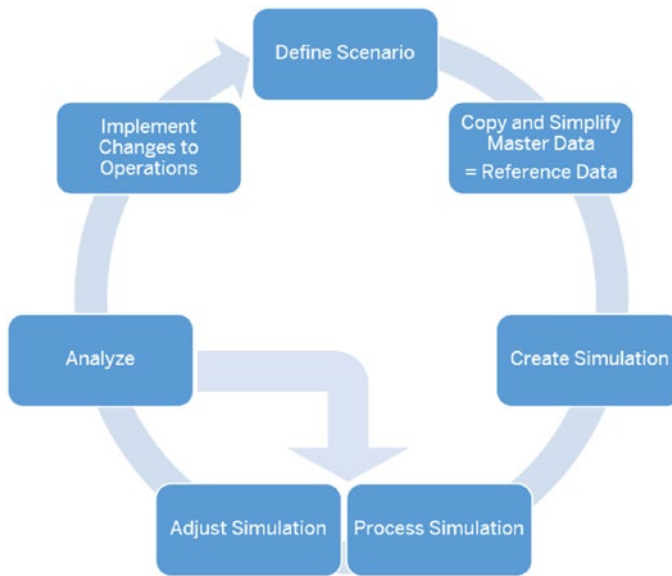 Define Scenario
Copy and Simplify
Master Data
= Reference Data
Create Simulation
Process Simulation
Adjust Simulation
Analyze
Implement
Changes to
Operations